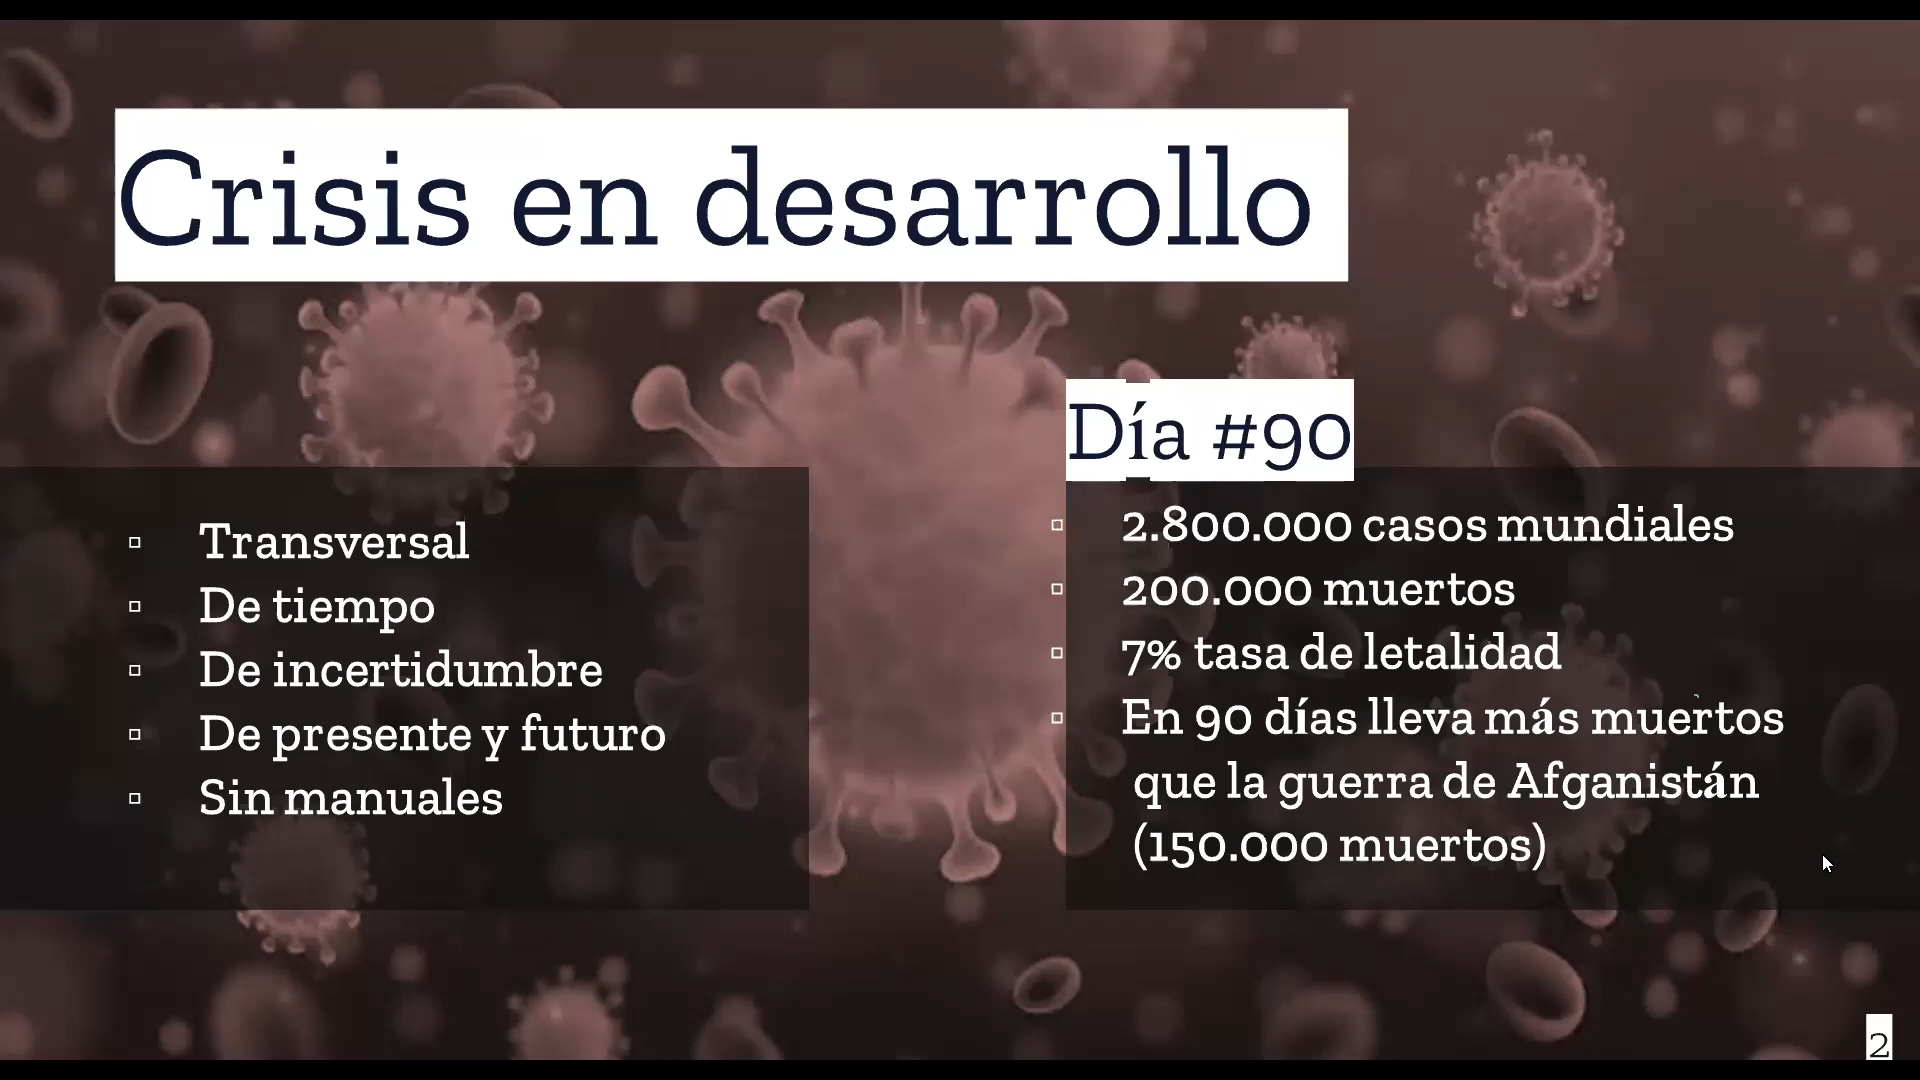 Crisis en desarrollo
Transversal
De tiempo
De incertidumbre
De presente y futuro
Sin manuales
Día #90
2.800.000 casos mundiales
200.000 muertos
7% tasa de letalidad
En 90 días lleva más muertos
que la guerra de Afganistán
(150.000 muertos)
2